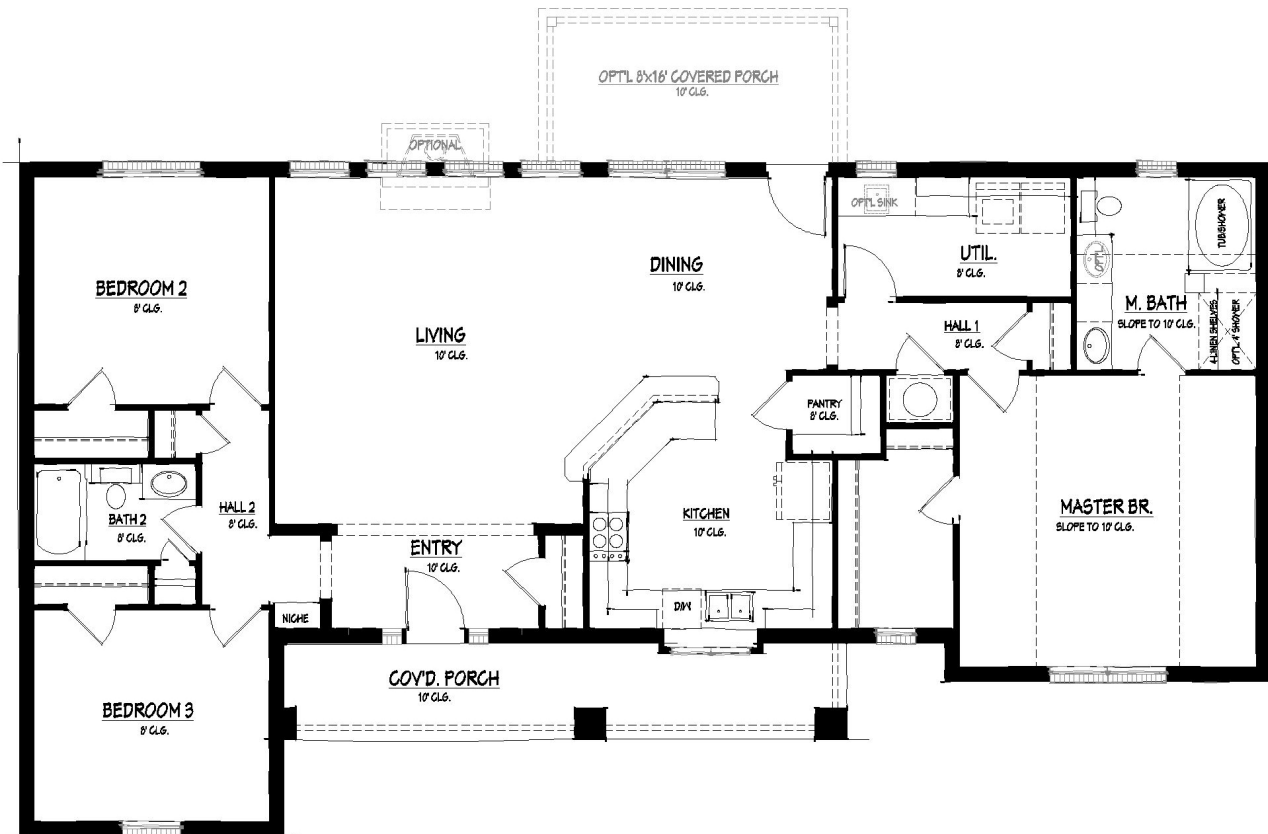 OPT'L 8'x16' COVERED PORCH
10' CLG.
OPTIONAL
OPT'L SINK
UTIL.
8' CLG.
TUB/SHOWER
OPT'L
DINING
10' CLG.
BEDROOM 2
8' CLG.
M. BATH
SLOPE TO 10' CLG.
4-LINEN SHELVES
OPT'L 4' SHOWER
LIVING
10' CLG.
HALL 1
8' CLG.
PANTRY
8' CLG.
HALL 2
8' CLG.
BATH 2
8' CLG.
KITCHEN
10' CLG.
MASTER BR.
SLOPE TO 10' CLG.
ENTRY
10' CLG.
D/W
NICHE
COV'D. PORCH
10' CLG.
BEDROOM 3
8' CLG.